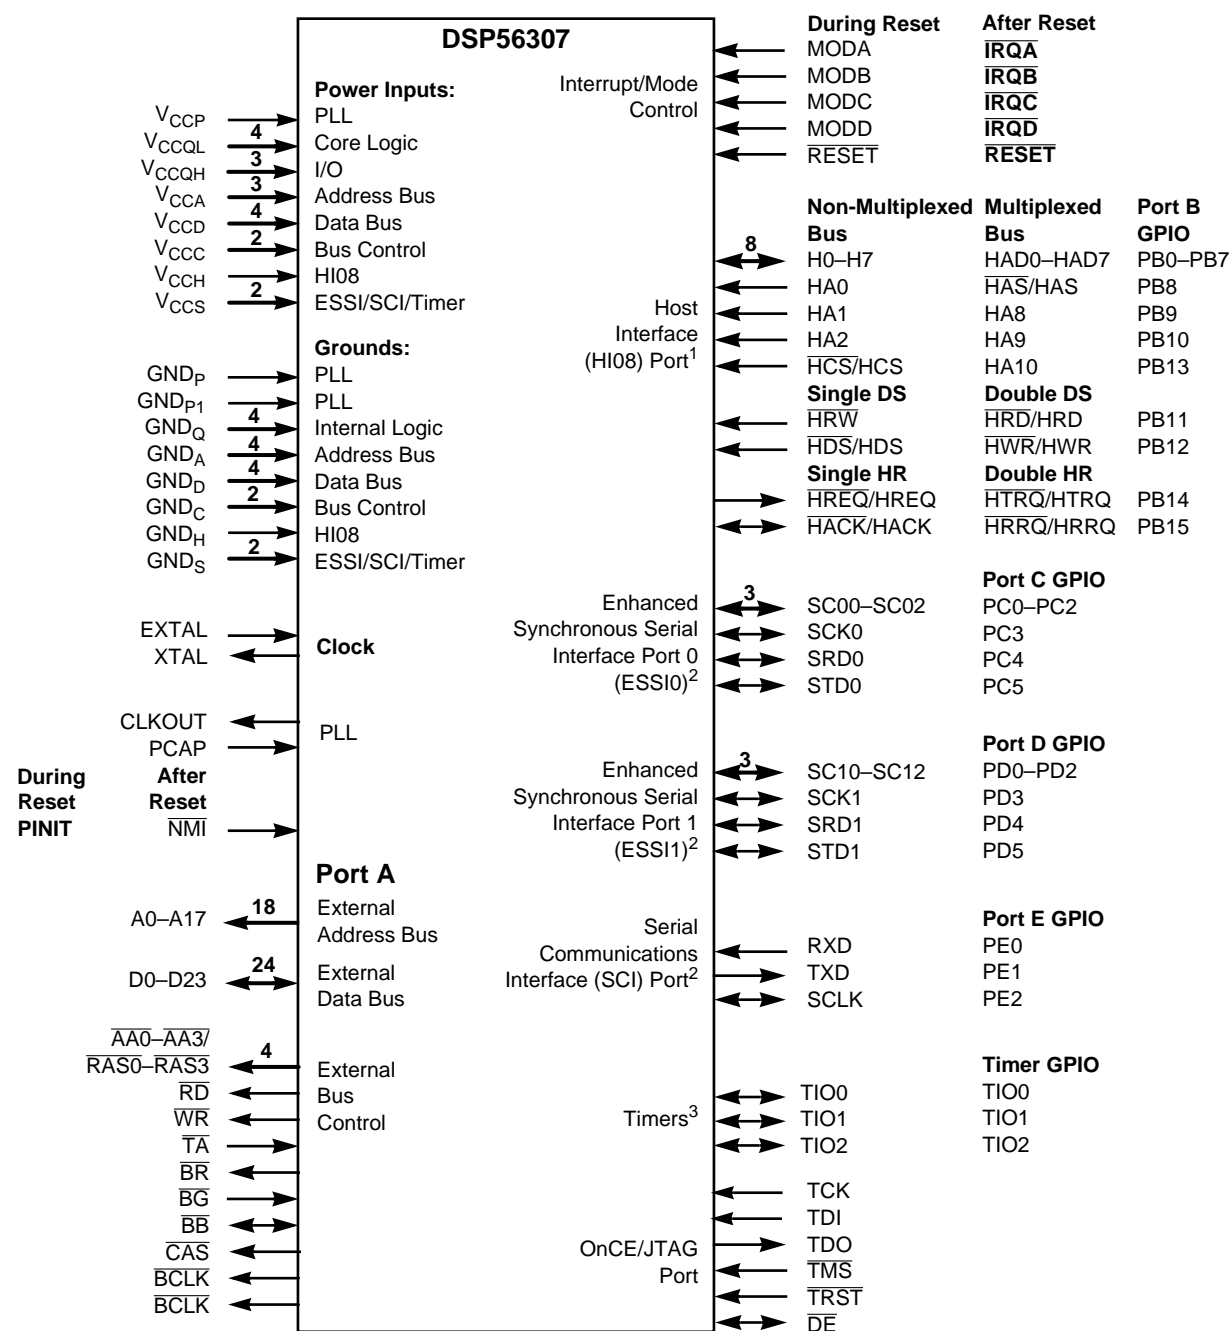 DSP56307
During Reset After Reset
MODA IRQA
MODB IRQB
MODC IRQC
MODD IRQD
RESET RESET
Interrupt/Mode
Control
Power Inputs:
VCCP PLL
VCCQL 4 Core Logic
VCCQH 3 I/O
VCCA 3 Address Bus
VCCD 4 Data Bus
VCCC 2 Bus Control
VCCH HI08
VCCS 2 ESSI/SCI/Timer
Grounds:
GNDP PLL
GNDP1 PLL
GNDQ 4 Internal Logic
GNDA 4 Address Bus
GNDD 4 Data Bus
GNDC 2 Bus Control
GNDH HI08
GNDS 2 ESSI/SCI/Timer
EXTAL
XTAL
Clock
CLKOUT
PCAP
PLL
During After
Reset Reset
PINIT NMI
Port A
A0–A17 18 External
Address Bus
D0–D23 24 External
Data Bus
AA0–AA3/
RAS0–RAS3 4 External
RD Bus
WR Control
TA
BR
BG
BB
CAS
BCLK
BCLK
Non-Multiplexed Multiplexed Port B
Bus Bus GPIO
8 H0–H7 HAD0–HAD7 PB0–PB7
HA0 HAS/HAS PB8
Host HA1 HA8 PB9
Interface HA2 HA9 PB10
(HI08) Port1 HCS/HCS HA10 PB13
Single DS Double DS
HRW HRD/HRD PB11
HDS/HDS HWR/HWR PB12
Single HR Double HR
HREQ/HREQ HTRQ/HTRQ PB14
HACK/HACK HRRQ/HRRQ PB15
Port C GPIO
Enhanced 3 SC00–SC02 PC0–PC2
Synchronous Serial SCK0 PC3
Interface Port 0 SRD0 PC4
(ESSI0)2 STD0 PC5
Port D GPIO
Enhanced 3 SC10–SC12 PD0–PD2
Synchronous Serial SCK1 PD3
Interface Port 1 SRD1 PD4
(ESSI1)2 STD1 PD5
Port E GPIO
Serial
Communications RXD PE0
Interface (SCI) Port2 TXD PE1
SCLK PE2
Timer GPIO
TIO0 TIO0
Timers3 TIO1 TIO1
TIO2 TIO2
TCK
TDI
OnCE/JTAG TDO
Port TMS
TRST
DE